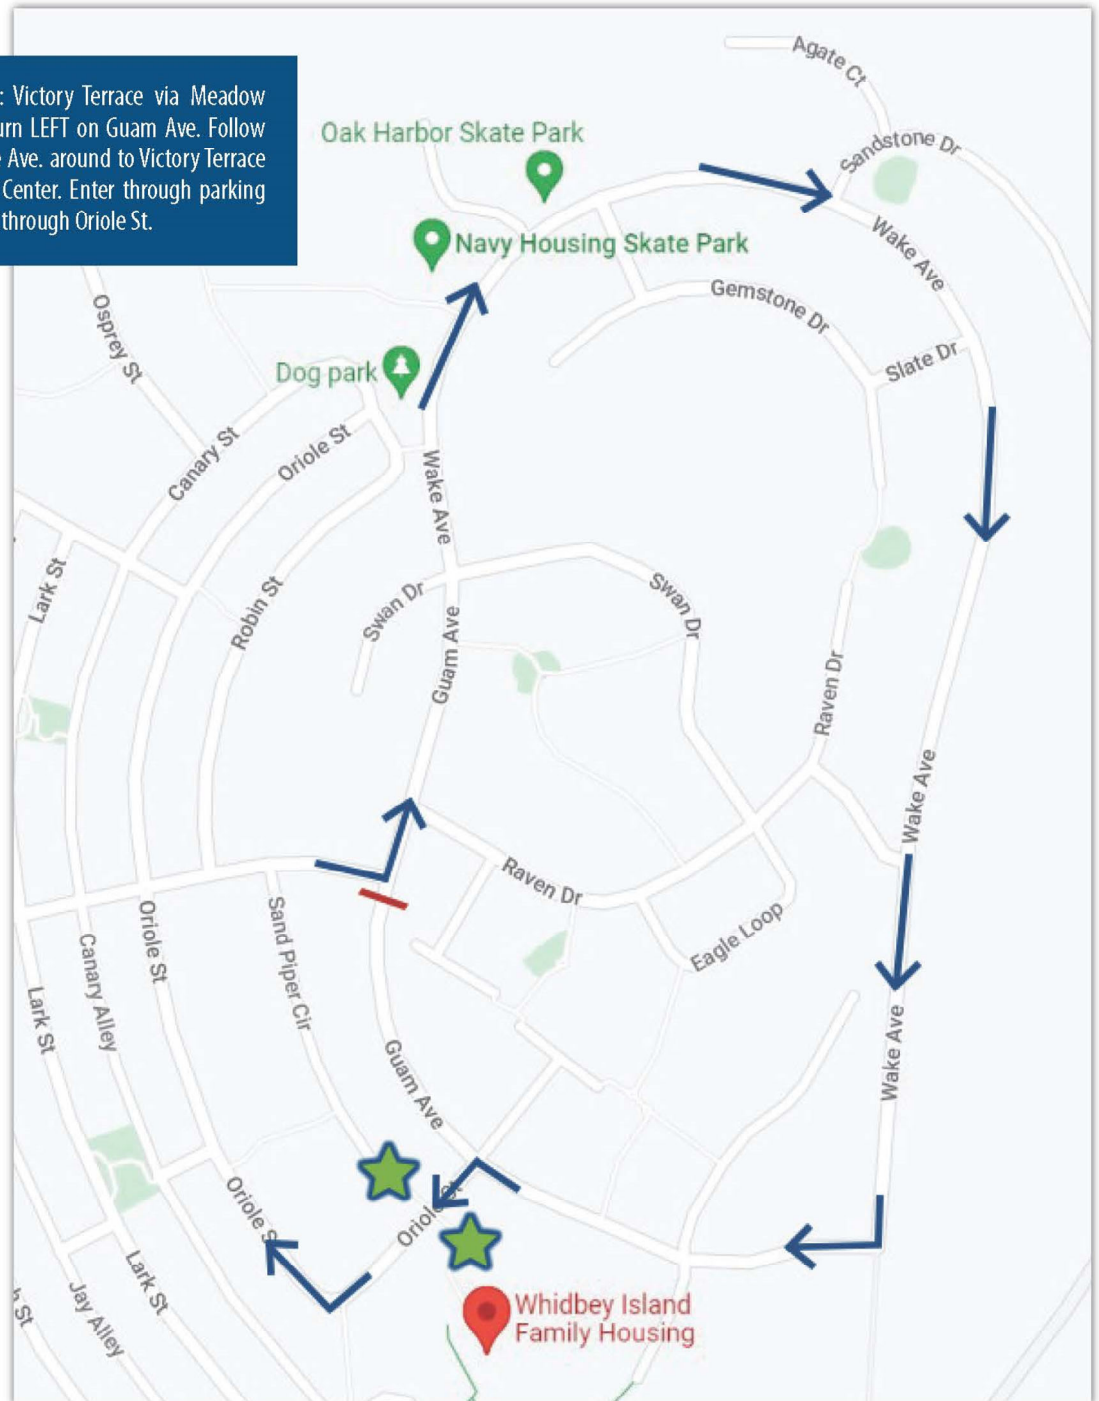 : Victory Terrace via Meadow
urn LEFT on Guam Ave. Follow
Ave. around to Victory Terrace
Center. Enter through parking
through Oriole St.
Agate Ct
Oak Harbor Skate Park
Sandstone Dr
Navy Housing Skate Park
Wake Ave
Gemstone Dr
Osprey St
Slate Dr
Dog park
Oriole St
Canary St
Wake Ave
Lark St
Swan Dr
Swan Dr
Robin St
Guam Ave
Raven Dr
Wake Ave
Raven Dr
Eagle Loop
Oriole St
Sand Piper Cir
Canary Alley
Lark St
Wake Ave
Guam Ave
Oriole S
Oriole St
Lark St
Jay Alley
h St
Whidbey Island
Family Housing